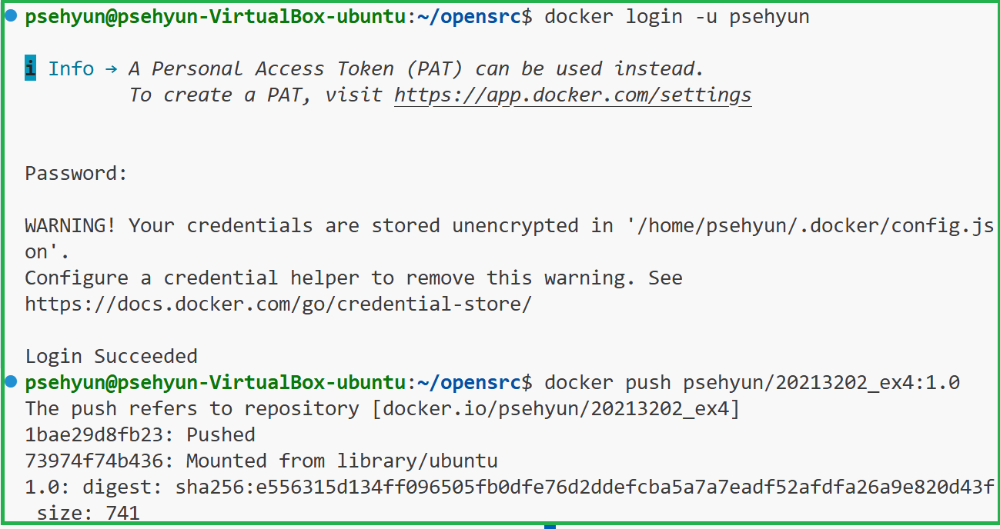 psehyun@psehyun-VirtualBox-ubuntu:~/opensrc$ docker login -u psehyun
i Info → A Personal Access Token (PAT) can be used instead.
To create a PAT, visit https://app.docker.com/settings
Password:
WARNING! Your credentials are stored unencrypted in '/home/psehyun/.docker/config.js
on'.
Configure a credential helper to remove this warning. See
https://docs.docker.com/go/credential-store/
Login Succeeded
psehyun@psehyun-VirtualBox-ubuntu:~/opensrc$ docker push psehyun/20213202_ex4:1.0
The push refers to repository [docker.io/psehyun/20213202_ex4]
1bae29d8fb23: Pushed
73974f74b436: Mounted from library/ubuntu
1.0: digest: sha256:e556315d134ff096505fb0dfe76d2ddefcba5a7a7eadf52afdfa26a9e820d43f
size: 741